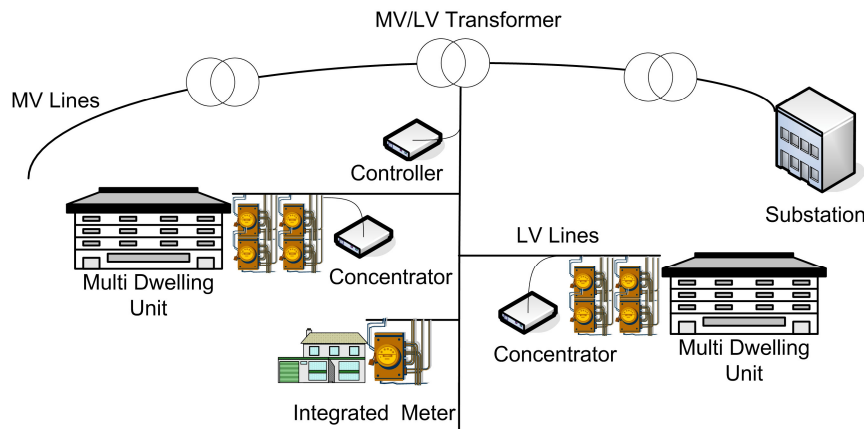 MV/LV Transformer
MV Lines
Controller
Substation
LV Lines
Concentrator
Multi Dwelling
Unit
Concentrator
Multi Dwelling
Unit
Integrated Meter